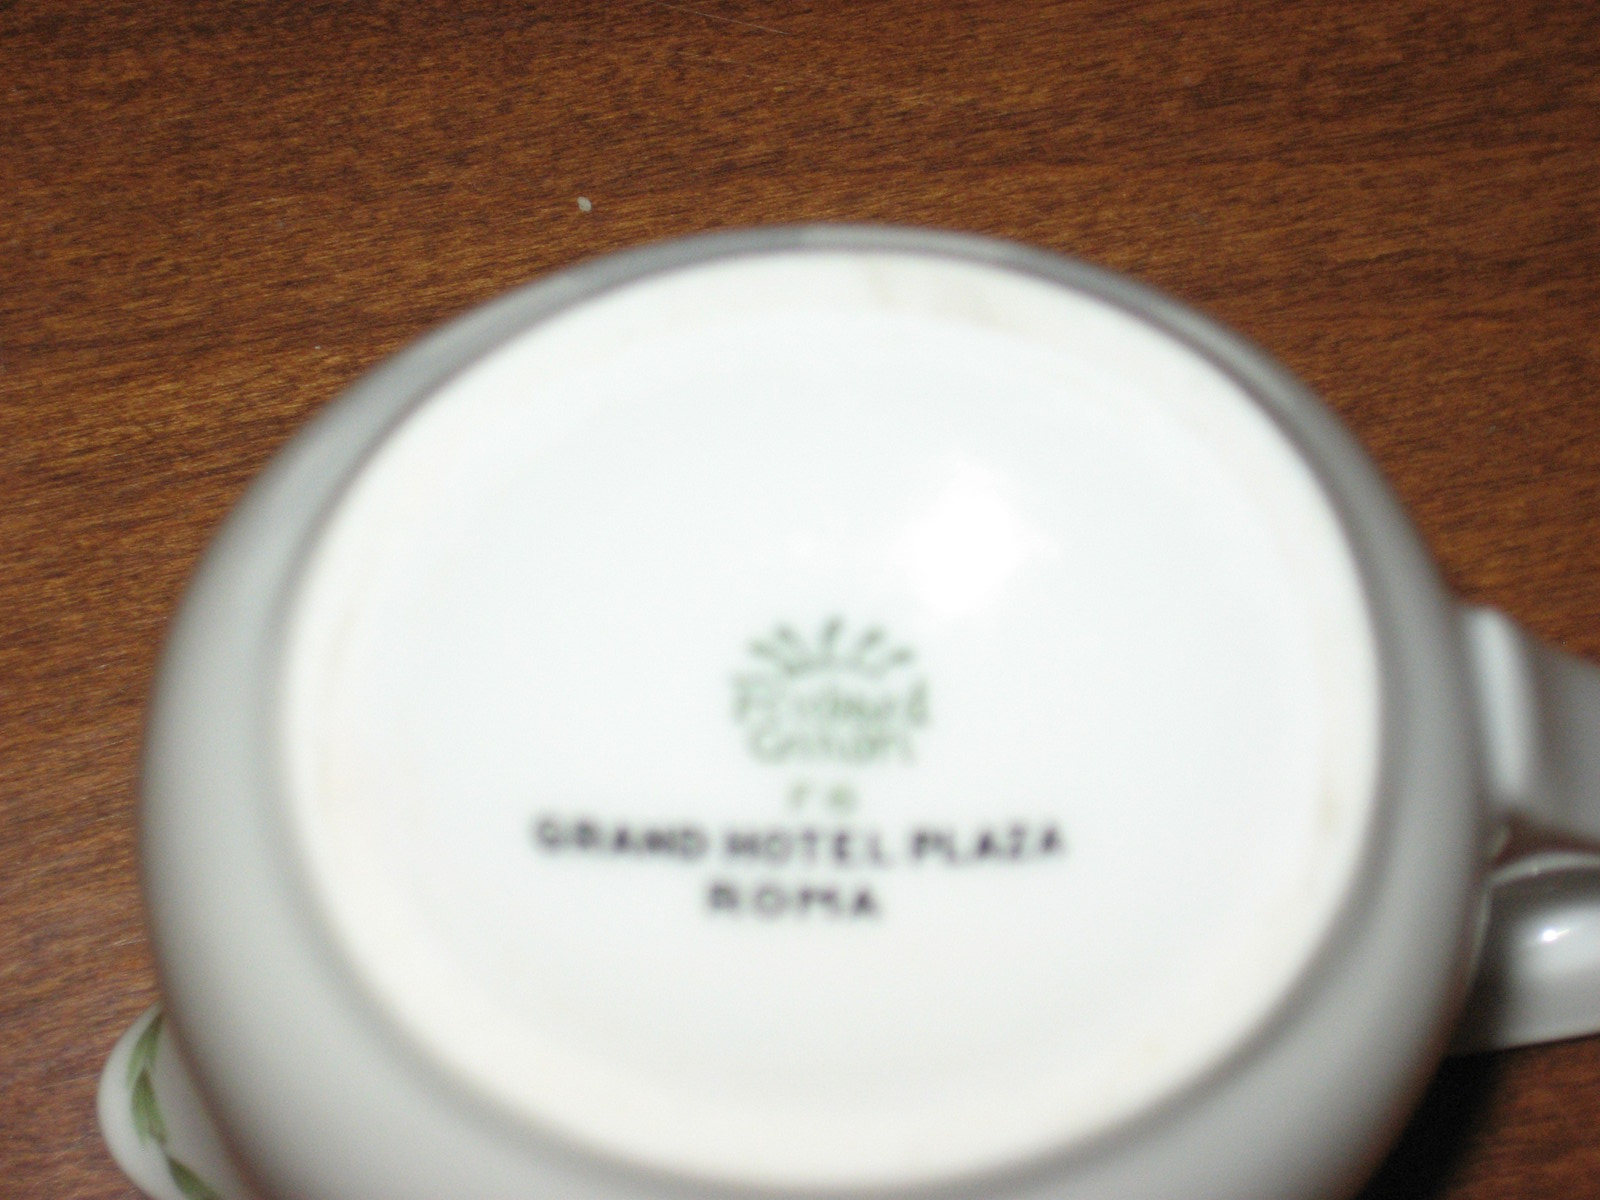 Richard
Ginori
GRAND HOTEL PLAZA
ROMA